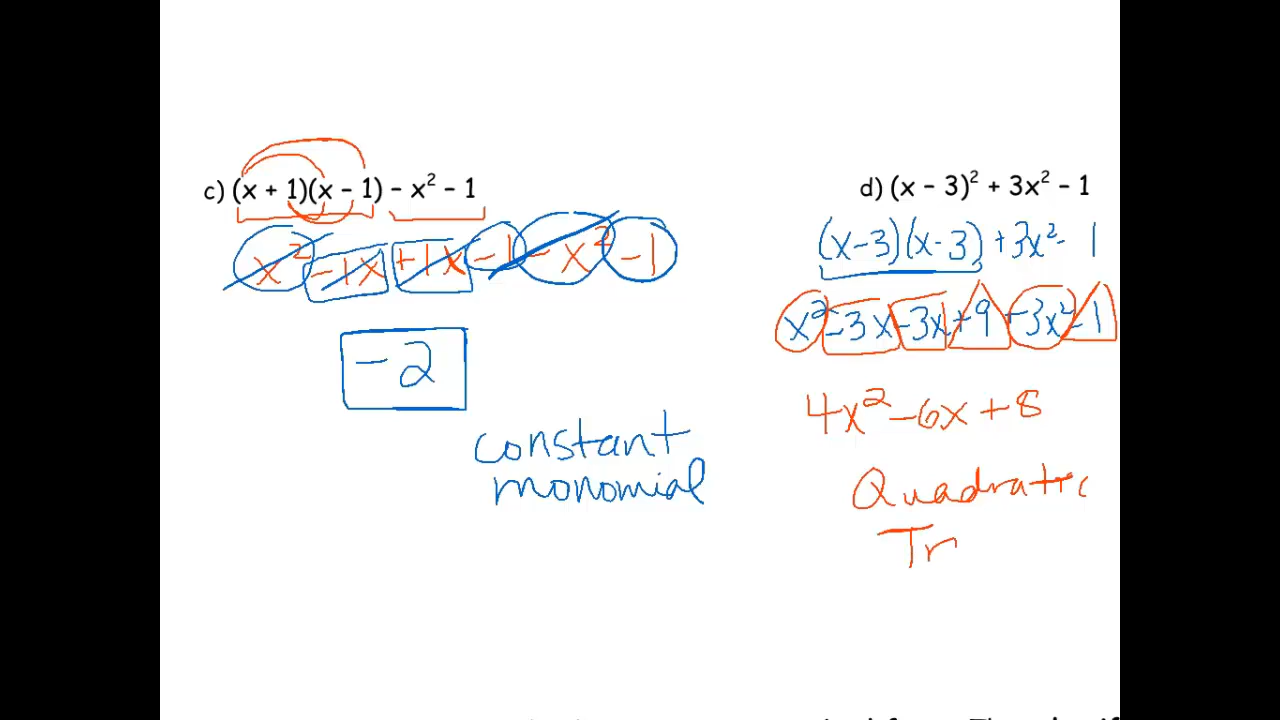 c) (x + 1)(x – 1) – x² – 1
x² -1x +1x -1 -x² -1
-2
constant
monomial
d) (x – 3)² + 3x² – 1
(x-3)(x-3) +3x² - 1
x² -3x -3x +9 +3x² -1
4x² -6x +8
Quadratic
Tr